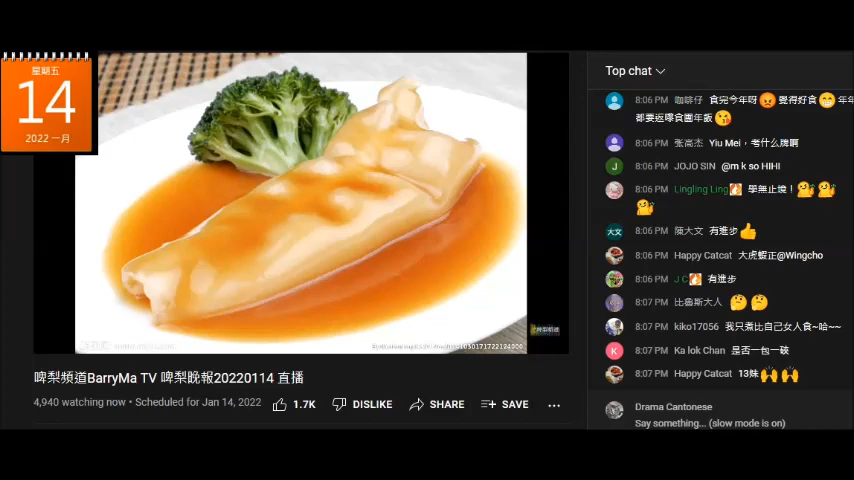 星期五
14
2022 一月
啤梨頻道BarryMa TV 啤梨晚報20220114 直播
4,940 watching now • Scheduled for Jan 14, 2022
1.7K
DISLIKE
SHARE
SAVE
Top chat
8:06 PM 咖啡仔 食完今年呀😡覺得好食😁年年
都要返嚟食團年飯😘
8:06 PM 张高杰 Yiu Mei，考什么牌啊
8:06 PM JOJO SIN @m k so HIHI
8:06 PM Lingling Ling 學無止燒！
8:06 PM 陳大文 有進步👍
8:06 PM Happy Catcat 大虎蝦正@Wingcho
8:06 PM J C 有進步
8:07 PM 比魯斯大人 🤔🤔
8:07 PM kiko17056 我只煮比自己女人食~哈~~
8:07 PM Ka lok Chan 是否一包一碌
8:07 PM Happy Catcat 13妹🙌🙌
Drama Cantonese
Say something... (slow mode is on)